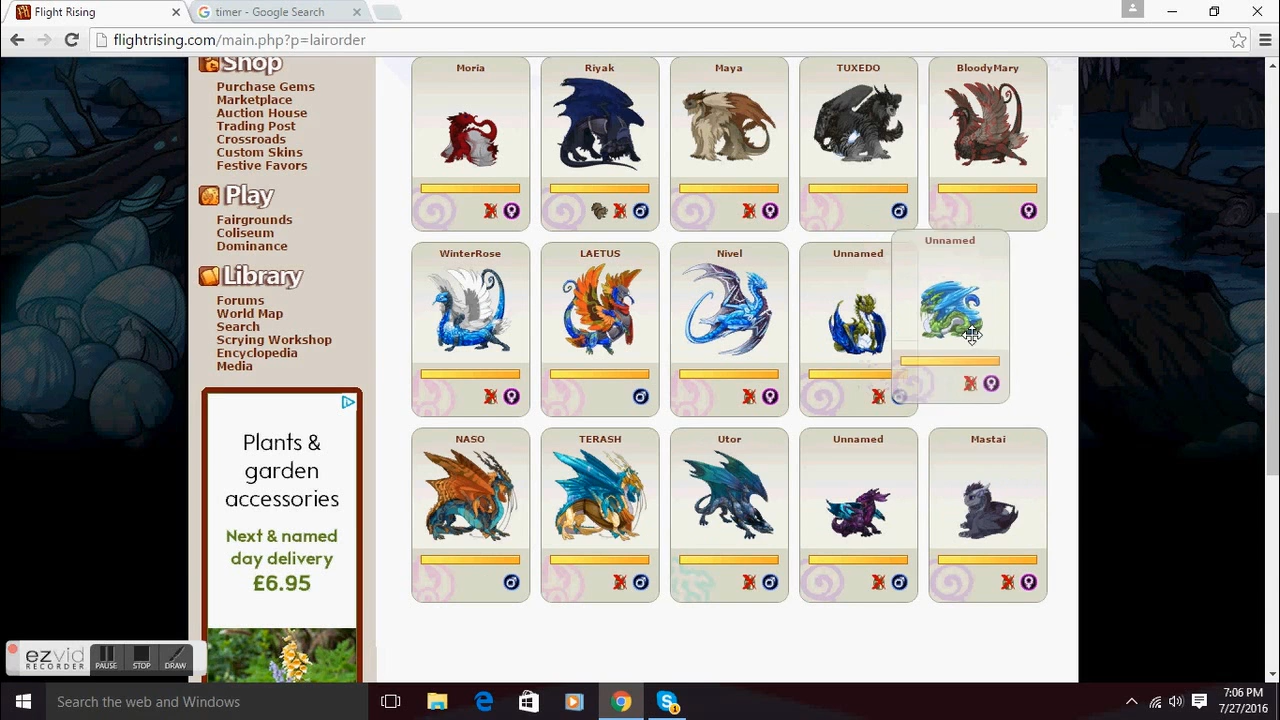 Flight Rising
timer - Google Search
flightrising.com/main.php?p=lairorder
Shop
Purchase Gems
Marketplace
Auction House
Trading Post
Crossroads
Custom Skins
Festive Favors
Play
Fairgrounds
Coliseum
Dominance
Library
Forums
World Map
Search
Scrying Workshop
Encyclopedia
Media
Plants &
garden
accessories
Next & named
day delivery
£6.95
Moria
Riyak
Maya
TUXEDO
BloodyMary
WinterRose
LAETUS
Nivel
Unnamed
Unnamed
NASO
TERASH
Utor
Unnamed
Mastai
ezvid
RECORDER
PAUSE
STOP
DRAW
Search the web and Windows
1
7:06 PM
7/27/2016